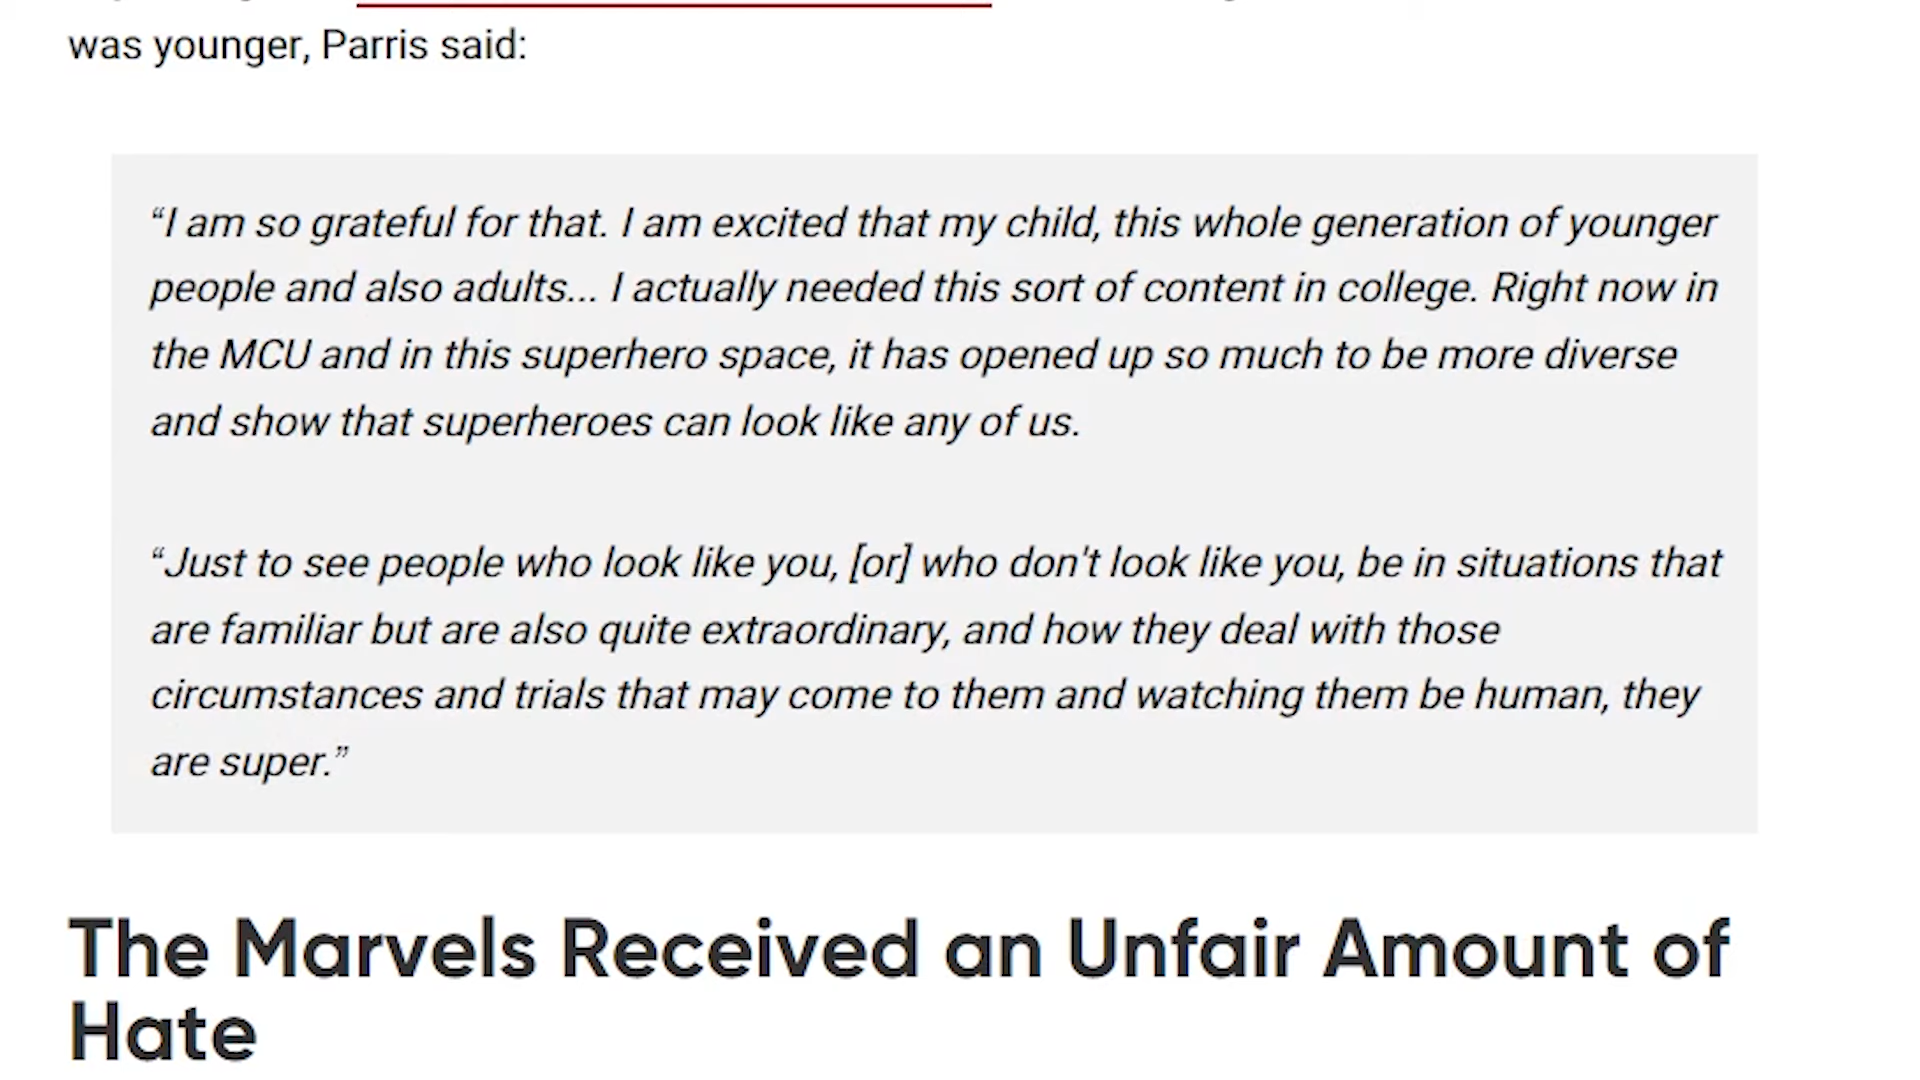 was younger, Parris said:
“I am so grateful for that. I am excited that my child, this whole generation of younger
people and also adults... I actually needed this sort of content in college. Right now in
the MCU and in this superhero space, it has opened up so much to be more diverse
and show that superheroes can look like any of us.
“Just to see people who look like you, [or] who don't look like you, be in situations that
are familiar but are also quite extraordinary, and how they deal with those
circumstances and trials that may come to them and watching them be human, they
are super.”
The Marvels Received an Unfair Amount of
Hate